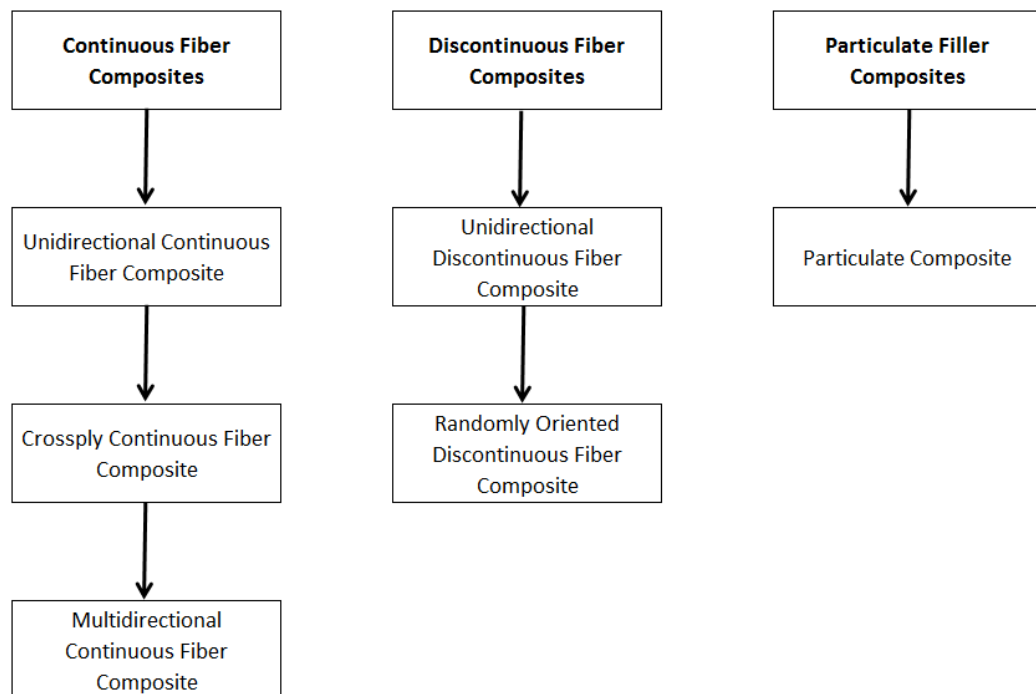 Continuous Fiber
Composites
Discontinuous Fiber
Composites
Particulate Filler
Composites
Unidirectional Continuous
Fiber Composite
Unidirectional
Discontinuous Fiber
Composite
Particulate Composite
Crossply Continuous Fiber
Composite
Randomly Oriented
Discontinuous Fiber
Composite
Multidirectional
Continuous Fiber
Composite